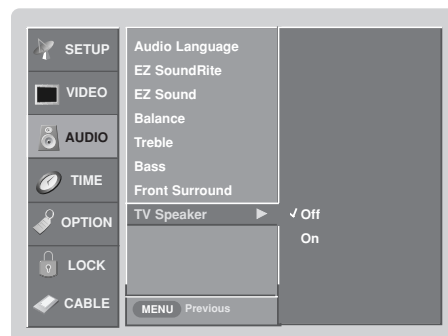 SETUP
VIDEO
AUDIO
TIME
OPTION
LOCK
CABLE
Audio Language
EZ SoundRite
EZ Sound
Balance
Treble
Bass
Front Surround
TV Speaker ▶
✓ Off
On
MENU Previous